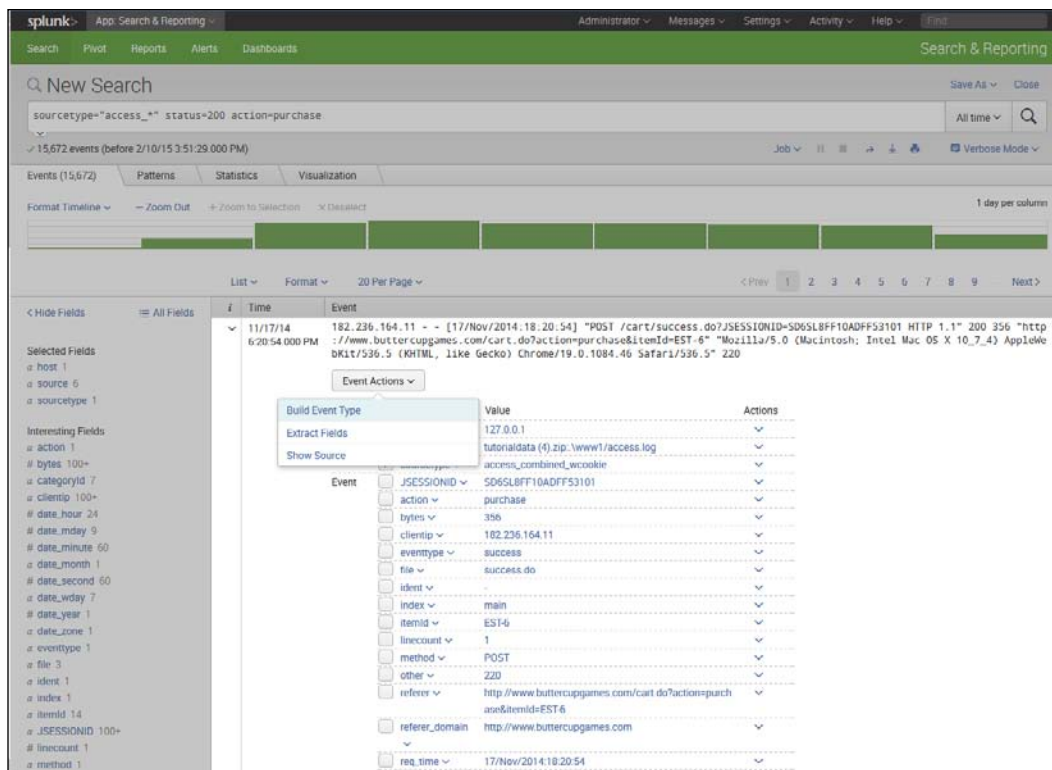 splunk> App: Search & Reporting Administrator Messages Settings Activity Help Find
Search Pivot Reports Alerts Dashboards Search & Reporting
New Search Save As Close
sourcetype="access_*" status=200 action=purchase All time
15,672 events (before 2/10/15 3:51:29.000 PM) Job Verbose Mode
Events (15,672) Patterns Statistics Visualization
Format Timeline — Zoom Out + Zoom to Selection × Deselect 1 day per column
List Format 20 Per Page < Prev 1 2 3 4 5 6 7 8 9 Next >
< Hide Fields All Fields i Time Event
11/17/14
6:20:54.000 PM
182.236.164.11 - - [17/Nov/2014:18:20:54] "POST /cart/success.do?JSESSIONID=SD6SL8FF10ADFF53101 HTTP 1.1" 200 356 "http
://www.buttercupgames.com/cart.do?action=purchase&itemId=EST-6" "Mozilla/5.0 (Macintosh; Intel Mac OS X 10_7_4) AppleWe
bKit/536.5 (KHTML, like Gecko) Chrome/19.0.1084.46 Safari/536.5" 220
Event Actions
Build Event Type
Extract Fields
Show Source
Selected Fields
a host 1
a source 6
a sourcetype 1
Interesting Fields
a action 1
# bytes 100+
a categoryId 7
a clientip 100+
# date_hour 24
# date_mday 9
# date_minute 60
a date_month 1
# date_second 60
a date_wday 7
# date_year 1
a date_zone 1
a eventtype 1
a file 3
a ident 1
a index 1
a itemId 14
a JSESSIONID 100+
# linecount 1
a method 1
Value Actions
127.0.0.1
tutorialdata (4).zip:.\www1/access.log
access_combined_wcookie
Event JSESSIONID SD6SL8FF10ADFF53101
action purchase
bytes 356
clientip 182.236.164.11
eventtype success
file success.do
ident -
index main
itemId EST-6
linecount 1
method POST
other 220
referer http://www.buttercupgames.com/cart.do?action=purch
ase&itemId=EST-6
referer_domain http://www.buttercupgames.com
req_time 17/Nov/2014:18:20:54